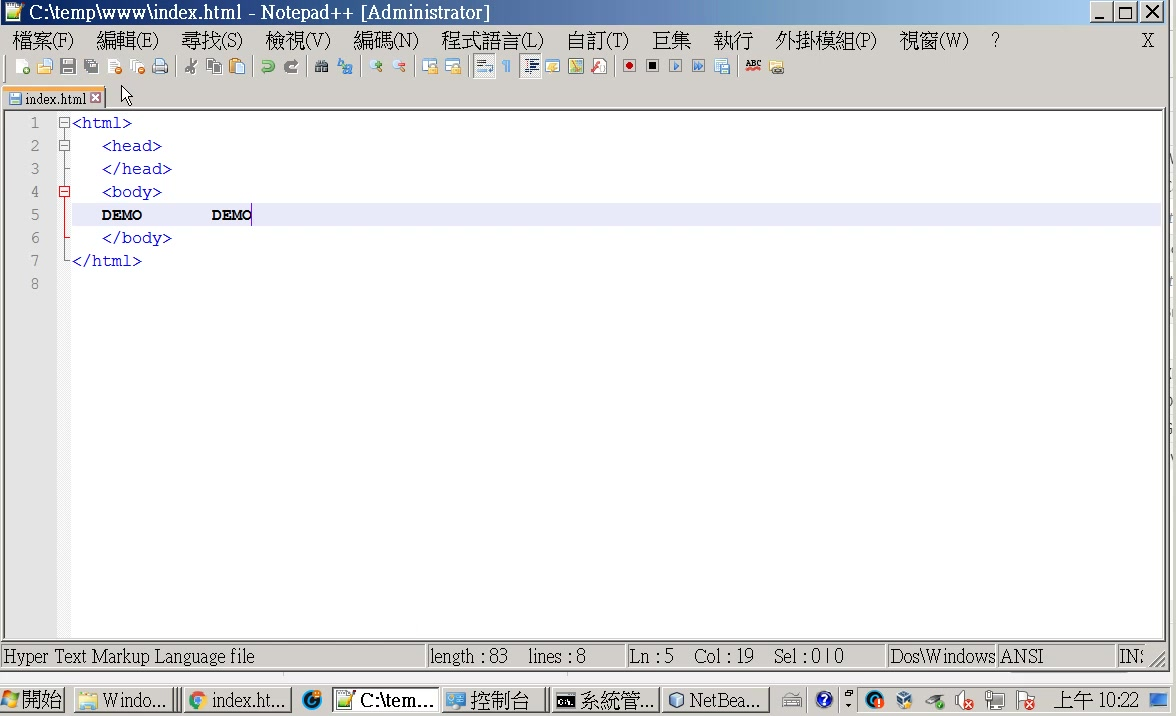 C:\temp\www\index.html - Notepad++ [Administrator]
檔案(F) 編輯(E) 尋找(S) 檢視(V) 編碼(N) 程式語言(L) 自訂(T) 巨集 執行 外掛模組(P) 視窗(W) ? X
ABC
index.html
1 <html>
2 <head>
3 </head>
4 <body>
5 DEMO DEMO
6 </body>
7 </html>
8
Hyper Text Markup Language file length : 83 lines : 8 Ln : 5 Col : 19 Sel : 0 | 0 Dos\Windows ANSI IN
開始 Windo... index.ht... C:\tem... 控制台 系統管... NetBea... 上午 10:22